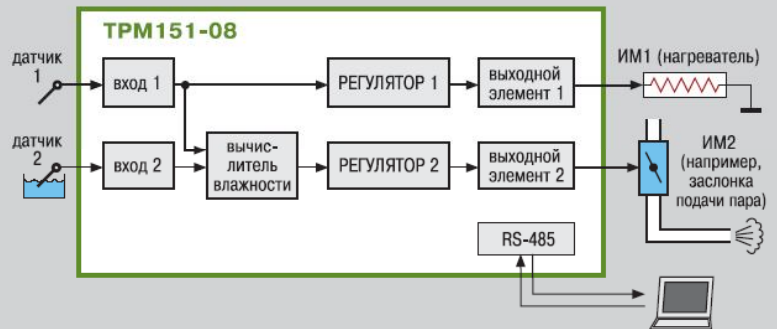 ТРМ151-08
датчик
1
вход 1
РЕГУЛЯТОР 1
выходной
элемент 1
ИМ1 (нагреватель)
датчик
2
вход 2
вычис-
литель
влажности
РЕГУЛЯТОР 2
выходной
элемент 2
ИМ2
(например,
заслонка
подачи пара)
RS-485